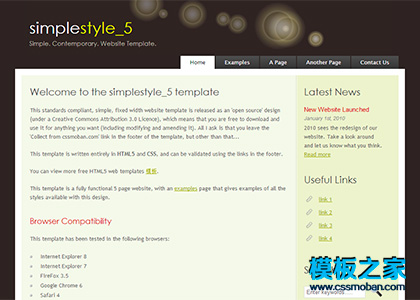 simplestyle_5
Simple. Contemporary. Website Template.
Home Examples A Page Another Page Contact Us
Welcome to the simplestyle_5 template
This standards compliant, simple, fixed width website template is released as an 'open source' design
(under a Creative Commons Attribution 3.0 Licence), which means that you are free to download and
use it for anything you want (including modifying and amending it). All I ask is that you leave the
'Collect from cssmoban.com' link in the footer of the template, but other than that...
This template is written entirely in HTML5 and CSS, and can be validated using the links in the footer.
You can view more free HTML5 web templates 模板.
This template is a fully functional 5 page website, with an examples page that gives examples of all the
styles available with this design.
Browser Compatibility
This template has been tested in the following browsers:
Internet Explorer 8
Internet Explorer 7
FireFox 3.5
Google Chrome 6
Safari 4
Latest News
New Website Launched
January 1st, 2010
2010 sees the redesign of our
website. Take a look around
and let us know what you think.
Read more
Useful Links
link 1
link 2
link 3
link 4
Enter keywords...
模板之家
www.cssmoban.com